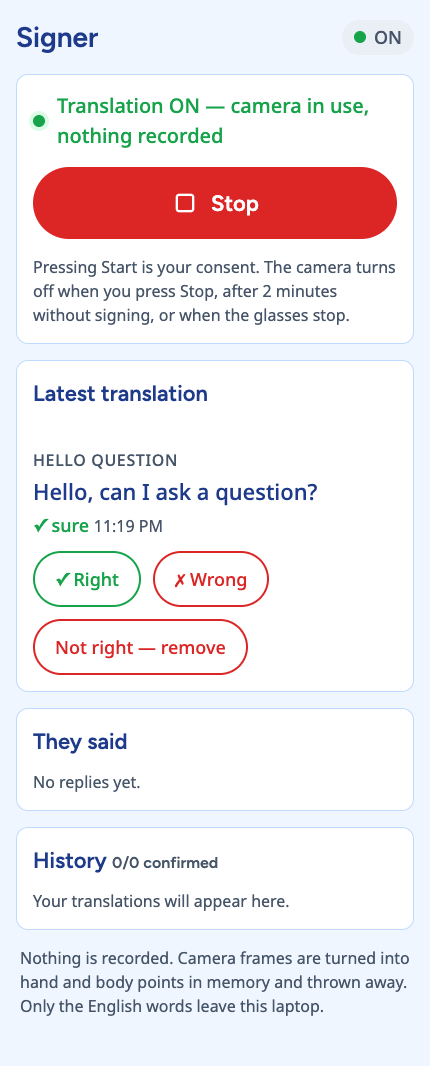 Signer
ON
Translation ON — camera in use,
nothing recorded
Stop
Pressing Start is your consent. The camera turns
off when you press Stop, after 2 minutes
without signing, or when the glasses stop.
Latest translation
HELLO QUESTION
Hello, can I ask a question?
✓ sure 11:19 PM
✓ Right
✗ Wrong
Not right — remove
They said
No replies yet.
History 0/0 confirmed
Your translations will appear here.
Nothing is recorded. Camera frames are turned into
hand and body points in memory and thrown away.
Only the English words leave this laptop.